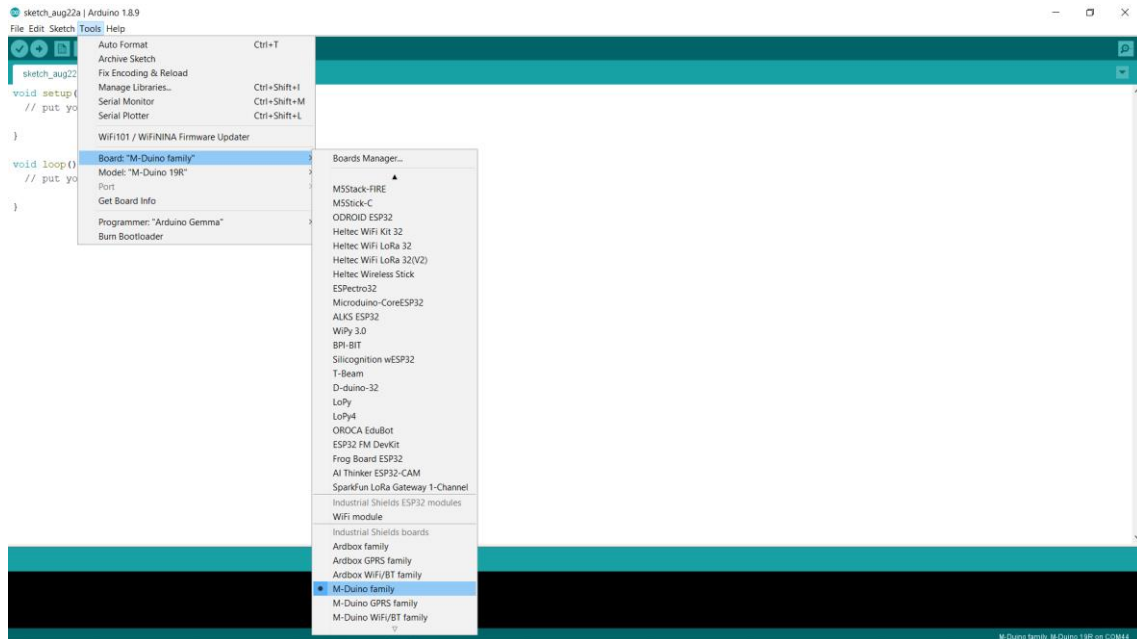 sketch_aug22a | Arduino 1.8.9
File Edit Sketch Tools Help
sketch_aug22
void setup(
// put yo
}
void loop()
// put yo
}
Auto Format Ctrl+T
Archive Sketch
Fix Encoding & Reload
Manage Libraries... Ctrl+Shift+I
Serial Monitor Ctrl+Shift+M
Serial Plotter Ctrl+Shift+L
WiFi101 / WiFiNINA Firmware Updater
Board: "M-Duino family"
Model: "M-Duino 19R"
Port
Get Board Info
Programmer: "Arduino Gemma"
Burn Bootloader
Boards Manager...
M5Stack-FIRE
M5Stick-C
ODROID ESP32
Heltec WiFi Kit 32
Heltec WiFi LoRa 32
Heltec WiFi LoRa 32(V2)
Heltec Wireless Stick
ESPectro32
Microduino-CoreESP32
ALKS ESP32
WiPy 3.0
BPI-BIT
Silicognition wESP32
T-Beam
D-duino-32
LoPy
LoPy4
OROCA EduBot
ESP32 FM DevKit
Frog Board ESP32
AI Thinker ESP32-CAM
SparkFun LoRa Gateway 1-Channel
Industrial Shields ESP32 modules
WiFi module
Industrial Shields boards
Ardbox family
Ardbox GPRS family
Ardbox WiFi/BT family
M-Duino family
M-Duino GPRS family
M-Duino WiFi/BT family
M-Duino family, M-Duino 19R on COM44